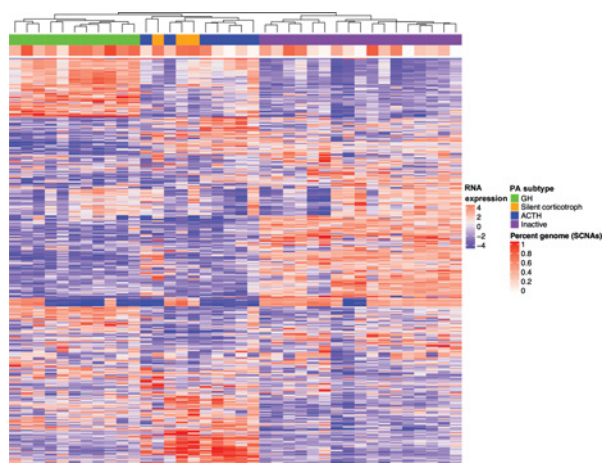 RNA
expression
4
2
0
−2
−4
PA subtype
GH
Silent corticotroph
ACTH
Inactive
Percent genome (SCNAs)
1
0.8
0.6
0.4
0.2
0